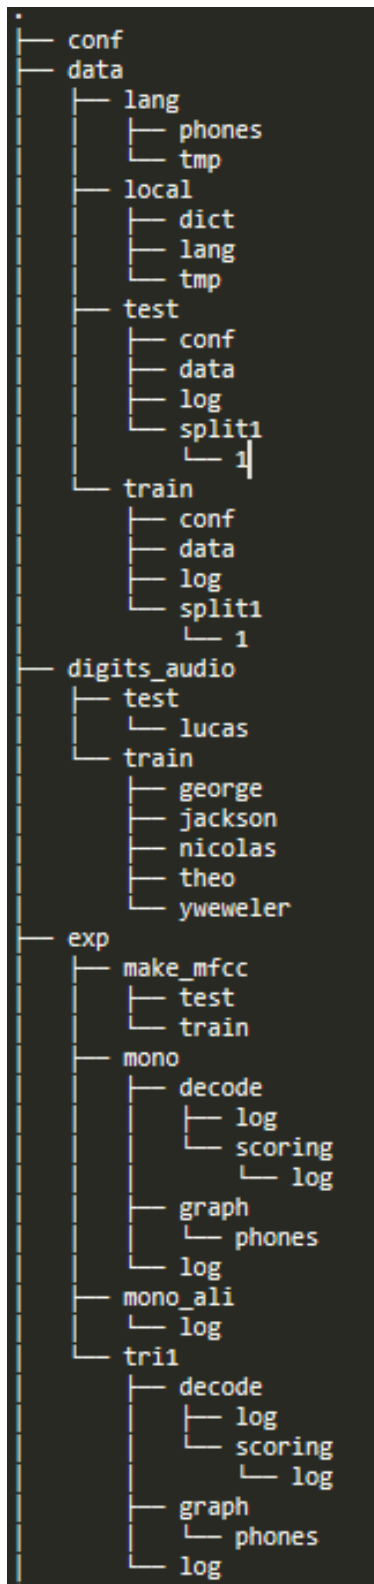 .
├── conf
├── data
│   ├── lang
│   │   ├── phones
│   │   └── tmp
│   ├── local
│   │   ├── dict
│   │   ├── lang
│   │   └── tmp
│   ├── test
│   │   ├── conf
│   │   ├── data
│   │   ├── log
│   │   └── split1
│   │       └── 1
│   └── train
│       ├── conf
│       ├── data
│       ├── log
│       └── split1
│           └── 1
├── digits_audio
│   ├── test
│   │   └── lucas
│   └── train
│       ├── george
│       ├── jackson
│       ├── nicolas
│       ├── theo
│       └── yweweler
├── exp
│   ├── make_mfcc
│   │   ├── test
│   │   └── train
│   ├── mono
│   │   ├── decode
│   │   │   ├── log
│   │   │   └── scoring
│   │   │       └── log
│   │   ├── graph
│   │   │   └── phones
│   │   └── log
│   ├── mono_ali
│   │   └── log
│   └── tri1
│       ├── decode
│       │   ├── log
│       │   └── scoring
│       │       └── log
│       ├── graph
│       │   └── phones
│       └── log